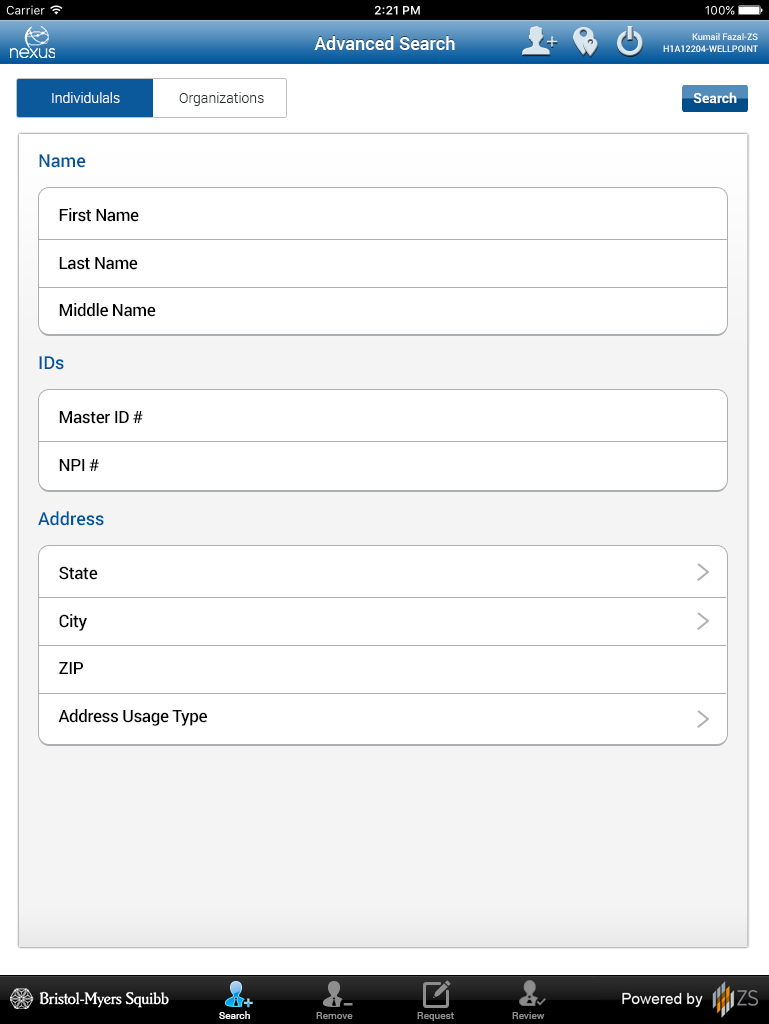 Carrier 2:21 PM 100%
nexus Advanced Search Kumail Fazal-ZS
H1A12204-WELLPOINT
Individulals Organizations Search
Name
First Name
Last Name
Middle Name
IDs
Master ID #
NPI #
Address
State
City
ZIP
Address Usage Type
Bristol-Myers Squibb Search Remove Request Review Powered by ZS